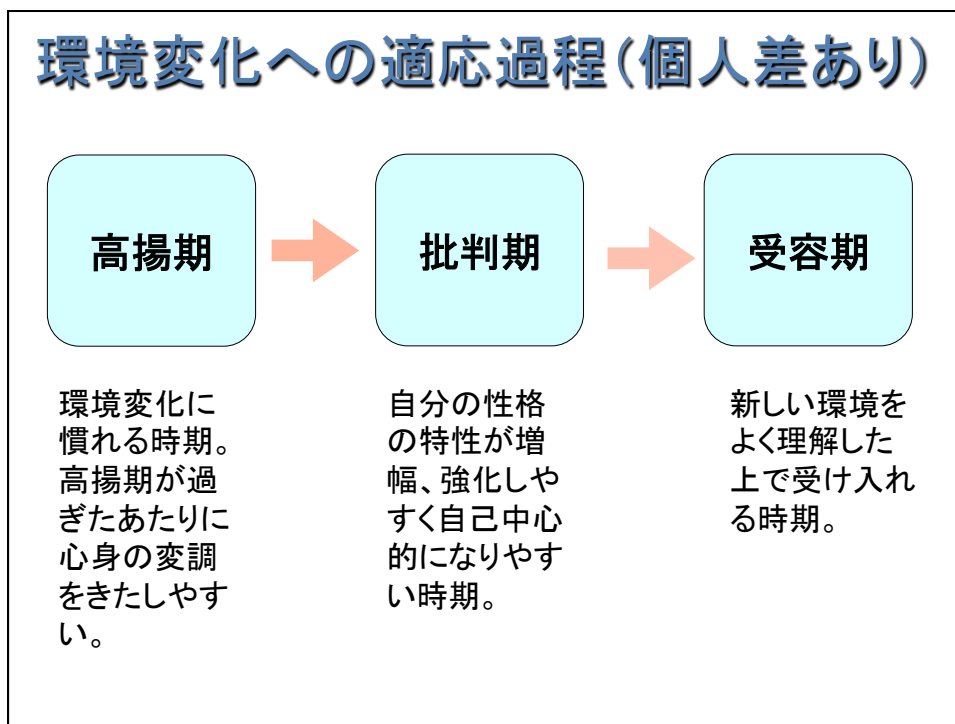 環境変化への適応過程(個人差あり)
高揚期
批判期
受容期
環境変化に
慣れる時期。
高揚期が過
ぎたあたりに
心身の変調
をきたしやす
い。
自分の性格
の特性が増
幅、強化しや
すく自己中心
的になりやす
い時期。
新しい環境を
よく理解した
上で受け入れ
る時期。